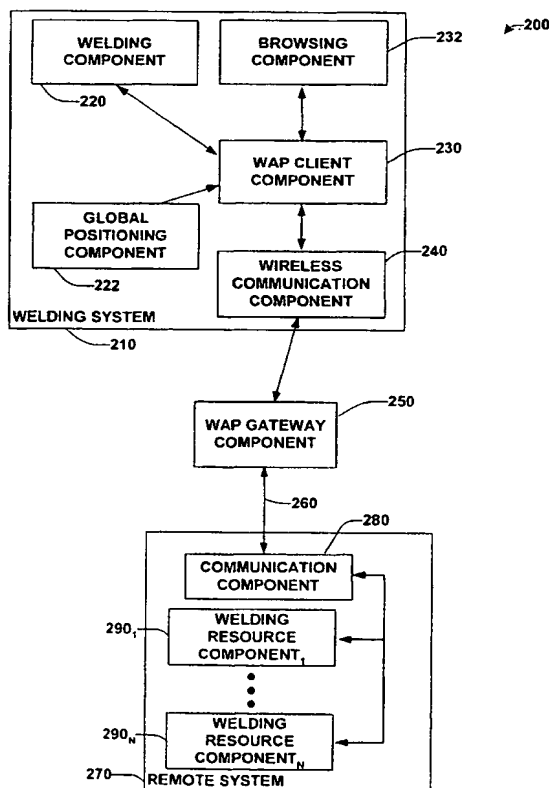 200
WELDING
COMPONENT
220
BROWSING
COMPONENT
232
WAP CLIENT
COMPONENT
230
GLOBAL
POSITIONING
COMPONENT
222
WIRELESS
COMMUNICATION
COMPONENT
240
WELDING SYSTEM
210
WAP GATEWAY
COMPONENT
250
260
280
COMMUNICATION
COMPONENT
290₁
WELDING
RESOURCE
COMPONENT₁
290N
WELDING
RESOURCE
COMPONENTN
270
REMOTE SYSTEM